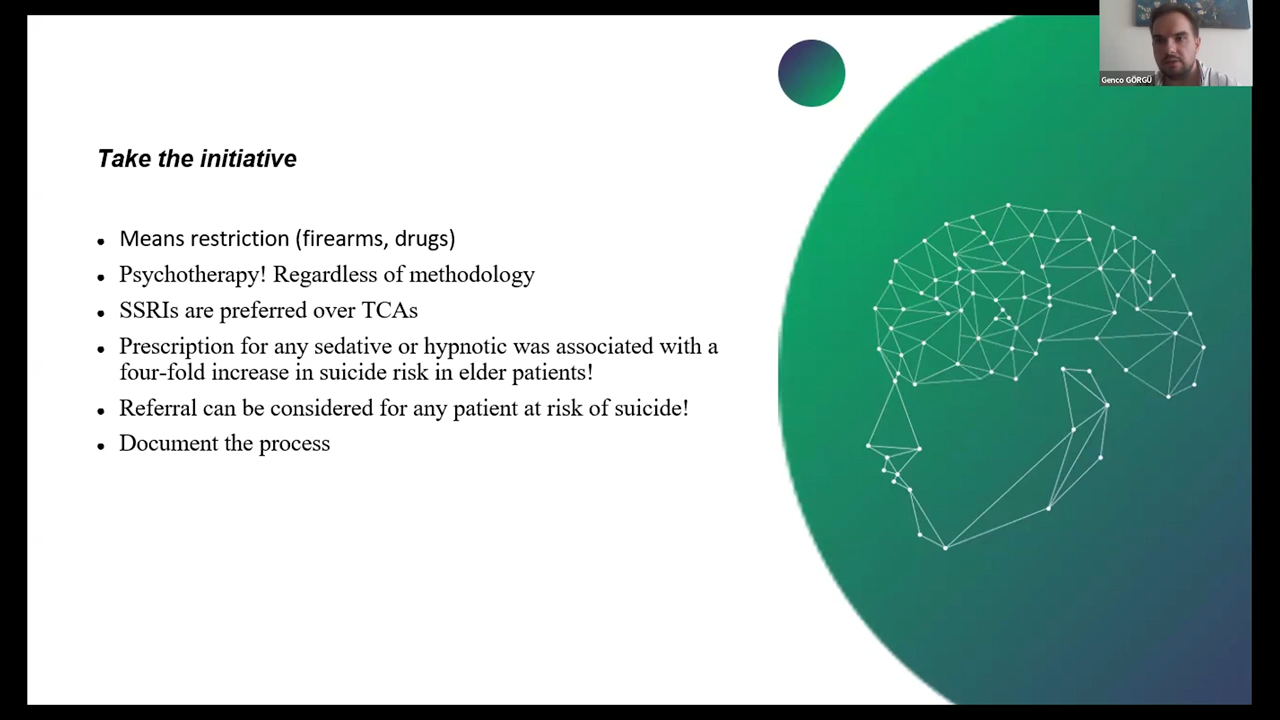 Genco GÖRGÜ
Take the initiative
• Means restriction (firearms, drugs)
• Psychotherapy! Regardless of methodology
• SSRIs are preferred over TCAs
• Prescription for any sedative or hypnotic was associated with a
four-fold increase in suicide risk in elder patients!
• Referral can be considered for any patient at risk of suicide!
• Document the process